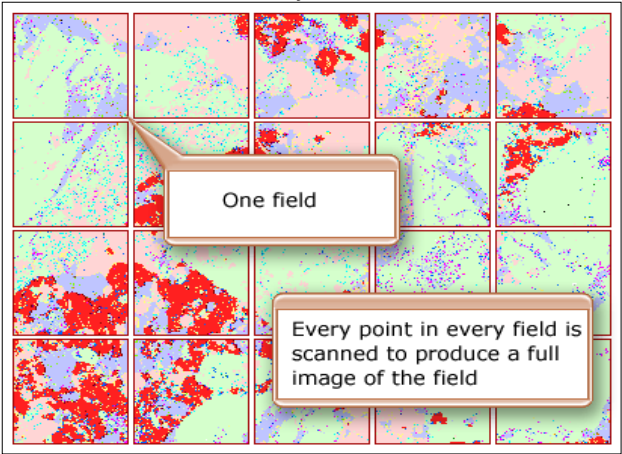 One field
Every point in every field is
scanned to produce a full
image of the field